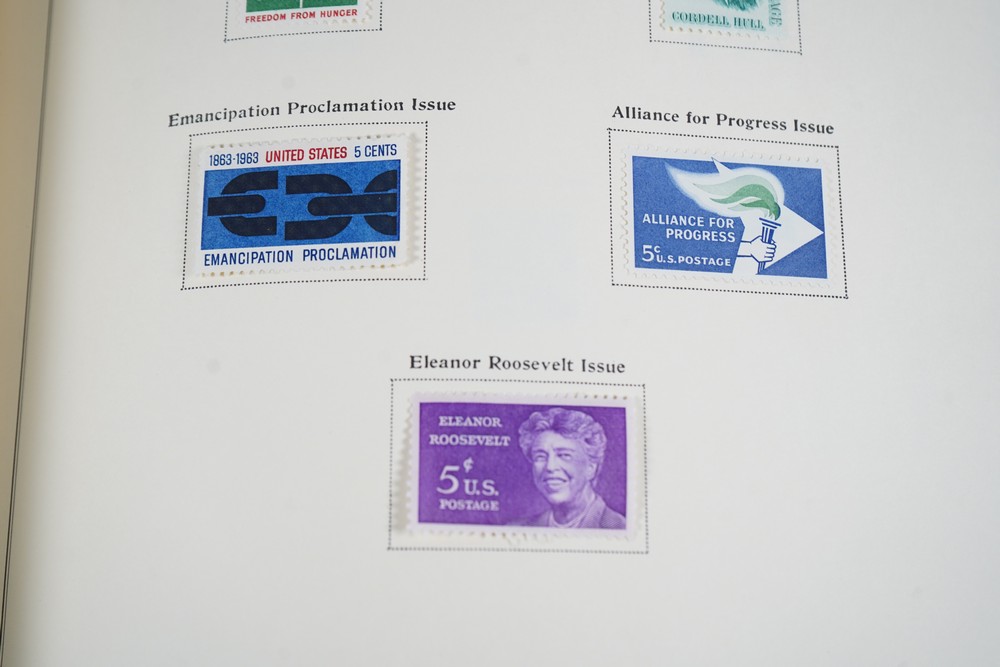 FREEDOM FROM HUNGER
CORDELL HULL
Emancipation Proclamation Issue
1863-1963 UNITED STATES 5 CENTS
EMANCIPATION PROCLAMATION
Alliance for Progress Issue
ALLIANCE FOR
PROGRESS
5¢ U.S. POSTAGE
Eleanor Roosevelt Issue
ELEANOR
ROOSEVELT
5¢ U.S.
POSTAGE